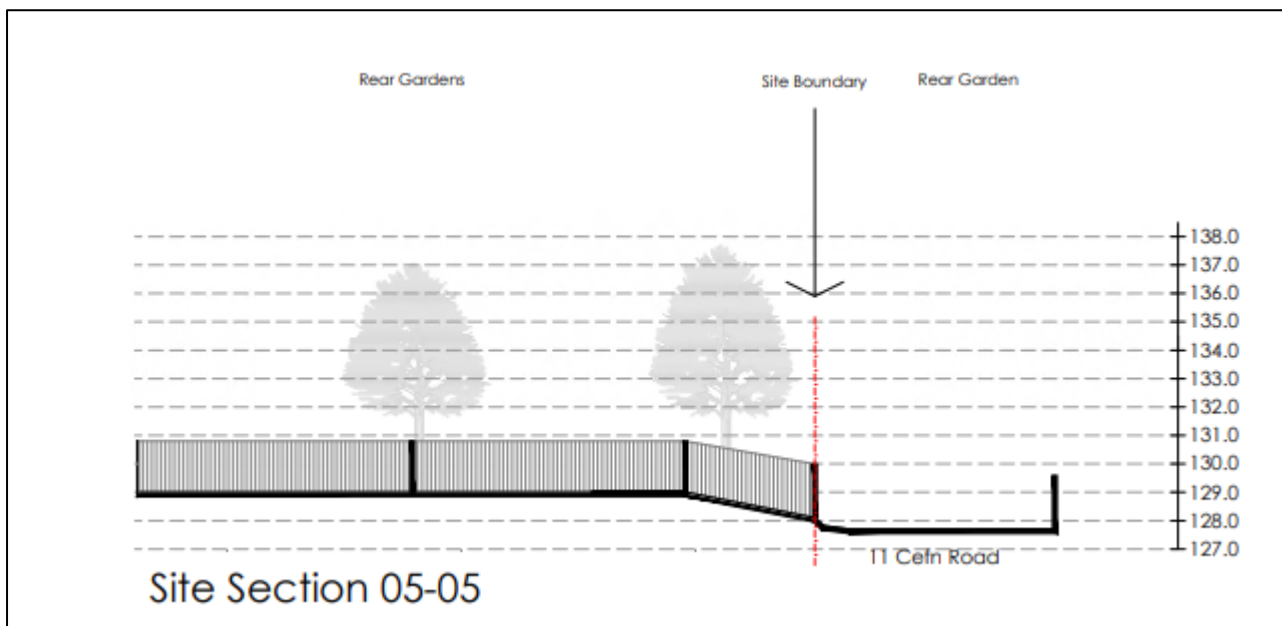 Rear Gardens
Site Boundary
Rear Garden
138.0
137.0
136.0
135.0
134.0
133.0
132.0
131.0
130.0
129.0
128.0
127.0
11 Cefn Road
Site Section 05-05